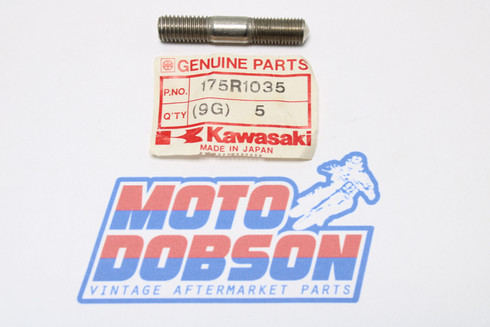 GENUINE PARTS
P.NO. 175R1035
Q'TY (9G) 5
Kawasaki
MADE IN JAPAN
MOTO
DOBSON
VINTAGE AFTERMARKET PARTS